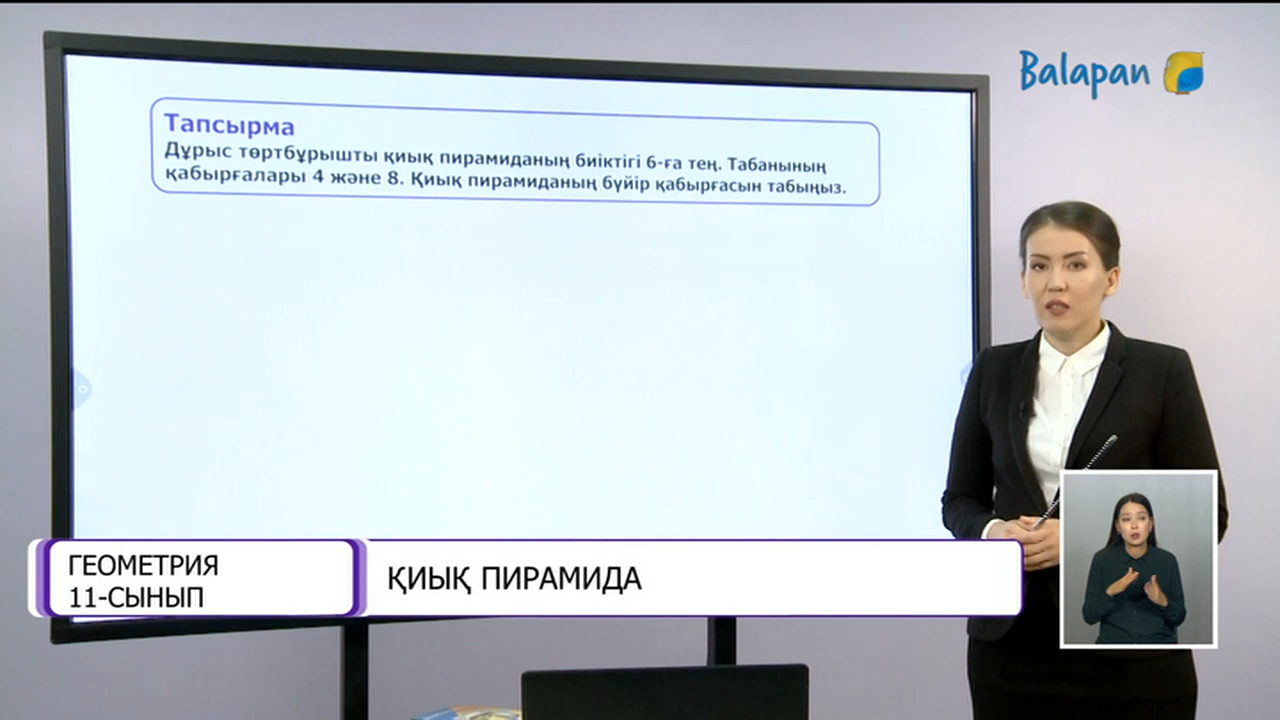 Balapan
Тапсырма
Дұрыс төртбұрышты қиық пирамиданың биіктігі 6-ға тең. Табанының
қабырғалары 4 және 8. Қиық пирамиданың бүйір қабырғасын табыңыз.
ГЕОМЕТРИЯ
11-СЫНЫП
ҚИЫҚ ПИРАМИДА